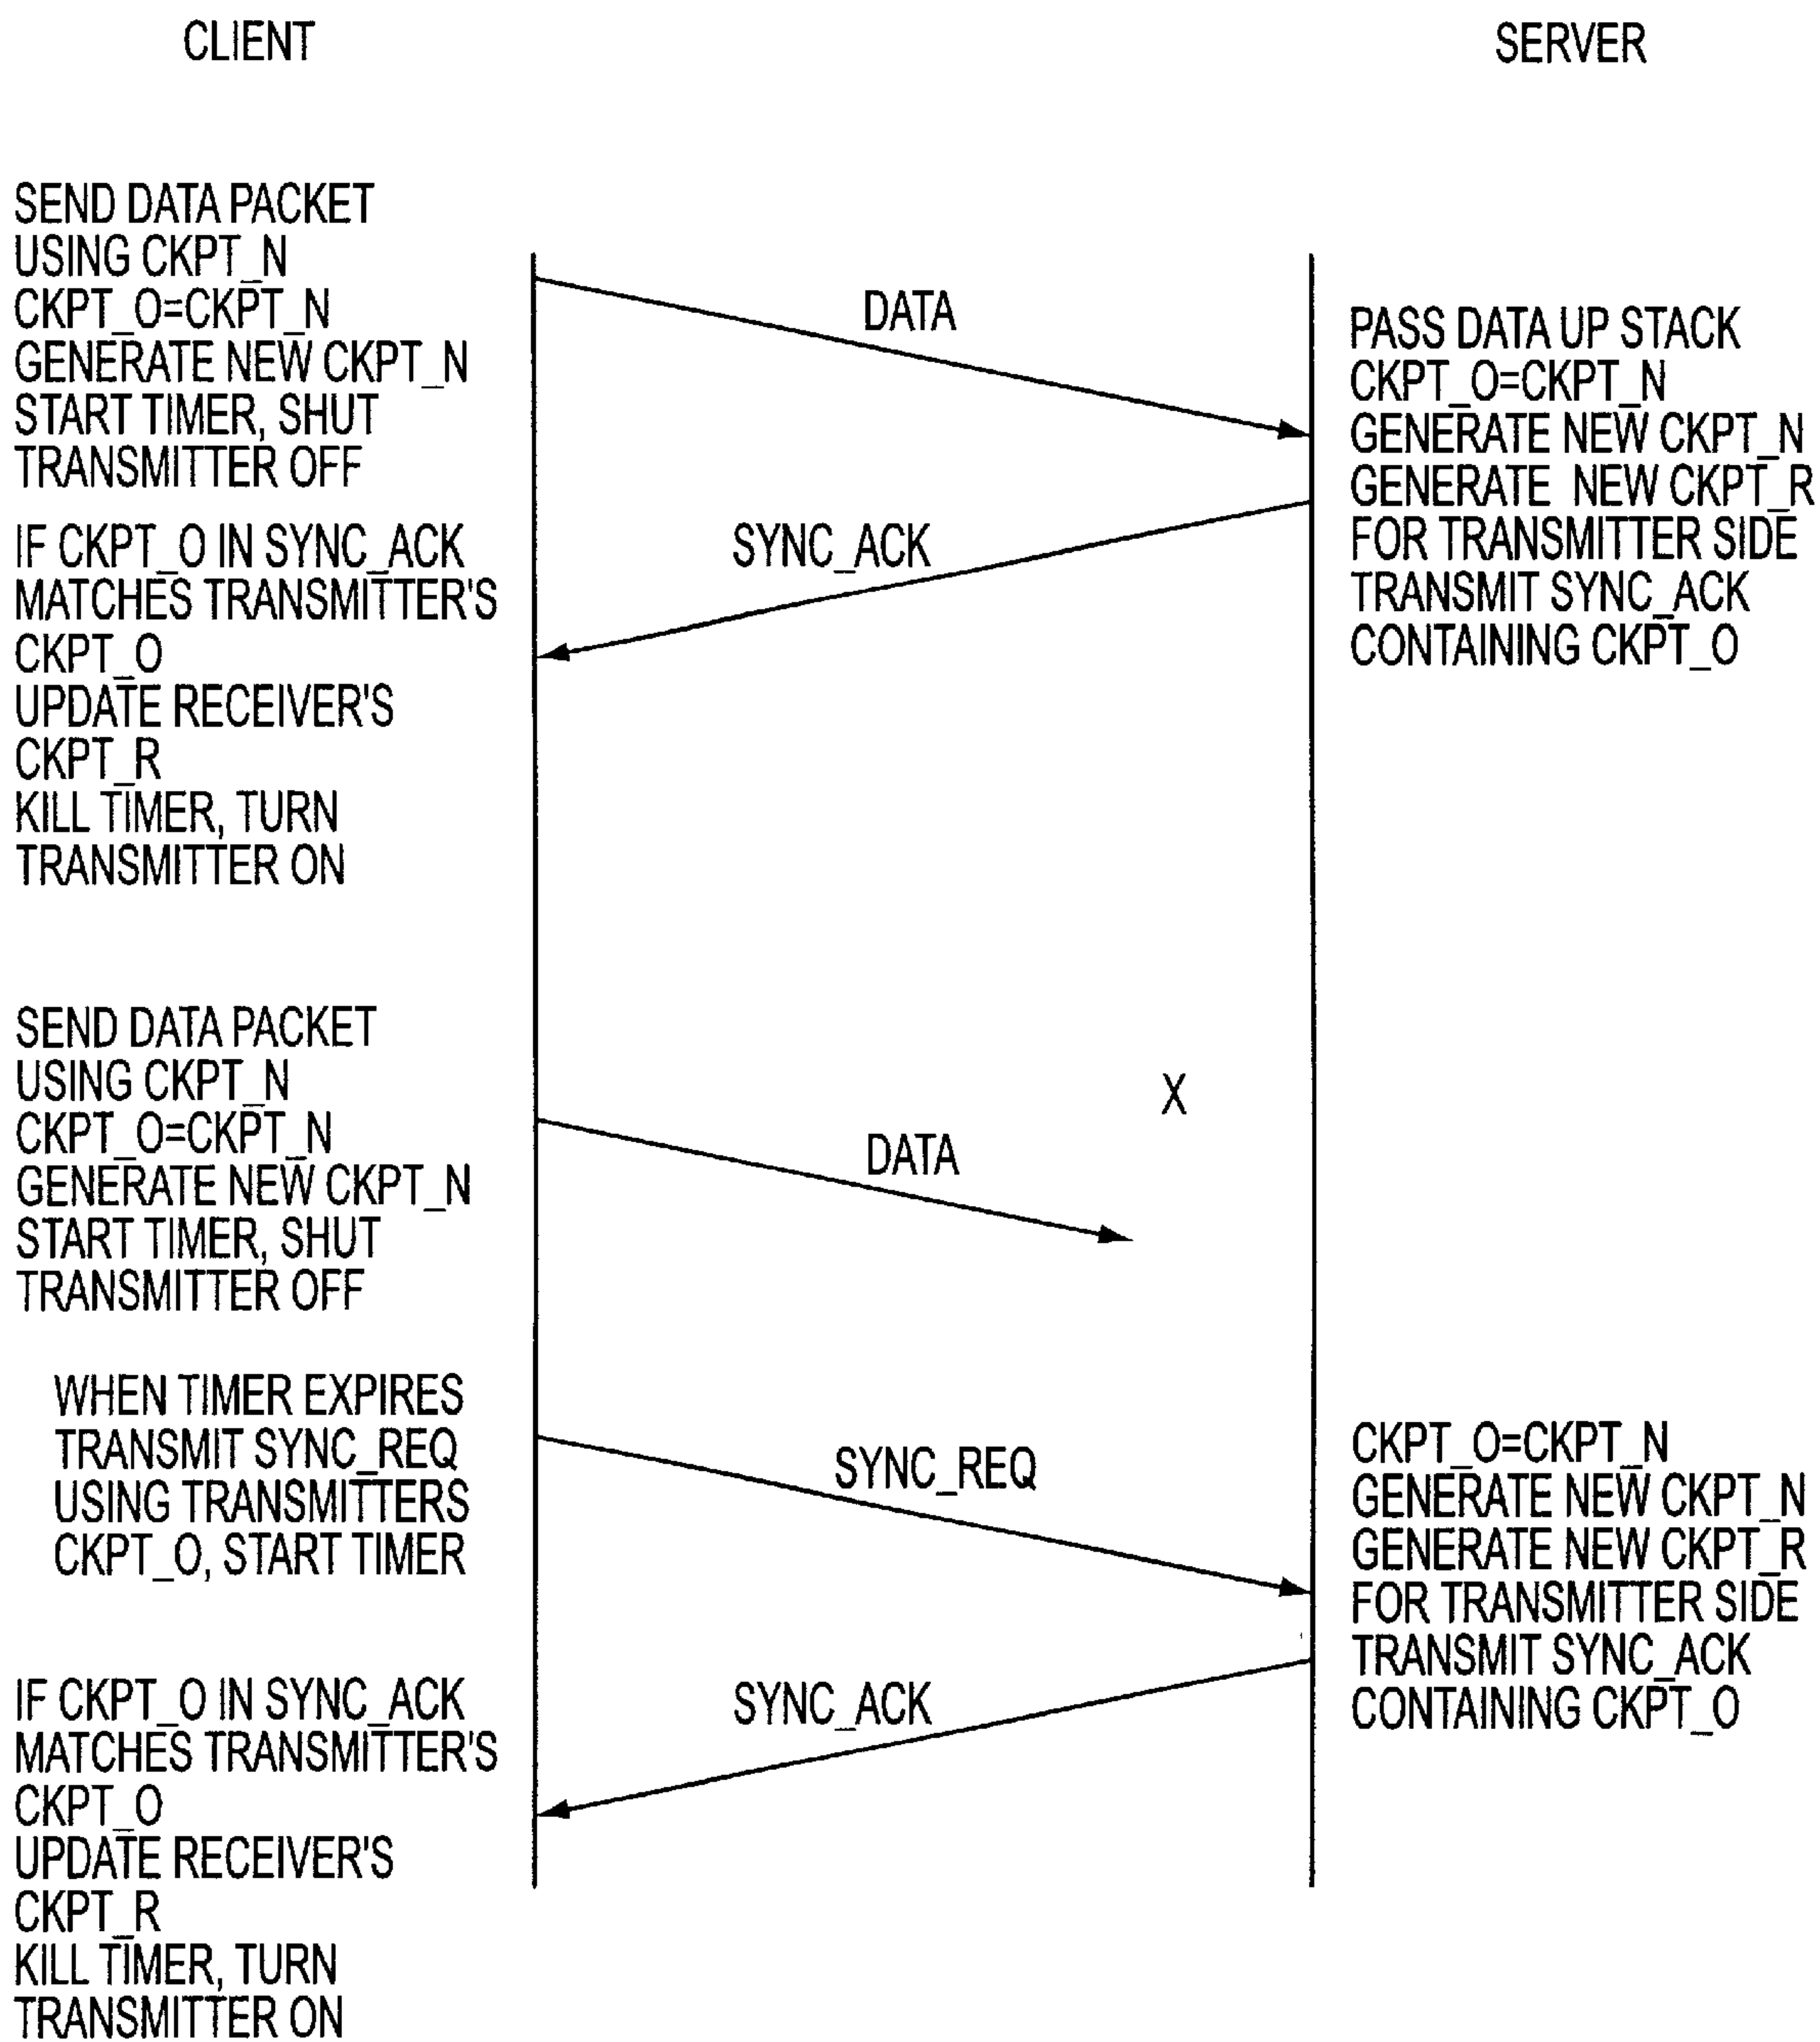 CLIENT
SERVER
SEND DATA PACKET
USING CKPT_N
CKPT_O=CKPT_N
GENERATE NEW CKPT_N
START TIMER, SHUT
TRANSMITTER OFF
DATA
PASS DATA UP STACK
CKPT_O=CKPT_N
GENERATE NEW CKPT_N
GENERATE NEW CKPT_R
FOR TRANSMITTER SIDE
TRANSMIT SYNC_ACK
CONTAINING CKPT_O
SYNC_ACK
IF CKPT_O IN SYNC_ACK
MATCHES TRANSMITTER'S
CKPT_O
UPDATE RECEIVER'S
CKPT_R
KILL TIMER, TURN
TRANSMITTER ON
SEND DATA PACKET
USING CKPT_N
CKPT_O=CKPT_N
GENERATE NEW CKPT_N
START TIMER, SHUT
TRANSMITTER OFF
DATA
X
WHEN TIMER EXPIRES
TRANSMIT SYNC_REQ
USING TRANSMITTERS
CKPT_O, START TIMER
SYNC_REQ
CKPT_O=CKPT_N
GENERATE NEW CKPT_N
GENERATE NEW CKPT_R
FOR TRANSMITTER SIDE
TRANSMIT SYNC_ACK
CONTAINING CKPT_O
SYNC_ACK
IF CKPT_O IN SYNC_ACK
MATCHES TRANSMITTER'S
CKPT_O
UPDATE RECEIVER'S
CKPT_R
KILL TIMER, TURN
TRANSMITTER ON